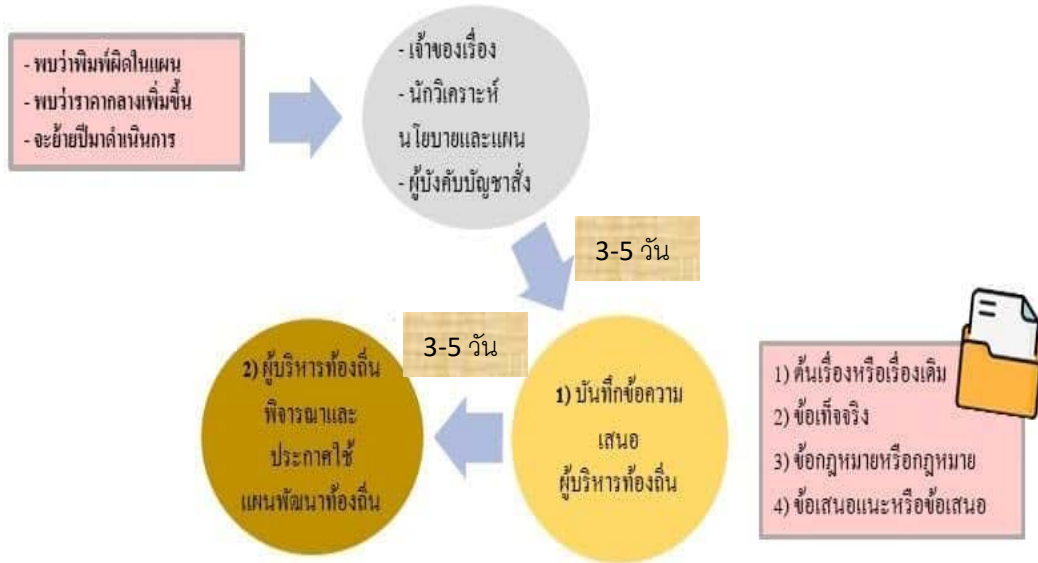 - พบว่าพิมพ์ผิดในแผน
- พบว่าราคากลางเพิ่มขึ้น
- จะย้ายปีมาดำเนินการ
- เจ้าของเรื่อง
- นักวิเคราะห์
นโยบายและแผน
- ผู้บังคับบัญชาสั่ง
3-5 วัน
1) บันทึกข้อความ
เสนอ
ผู้บริหารท้องถิ่น
3-5 วัน
2) ผู้บริหารท้องถิ่น
พิจารณาและ
ประกาศใช้
แผนพัฒนาท้องถิ่น
1) ต้นเรื่องหรือเรื่องเดิม
2) ข้อเท็จจริง
3) ข้อกฎหมายหรือกฎหมาย
4) ข้อเสนอแนะหรือข้อเสนอ